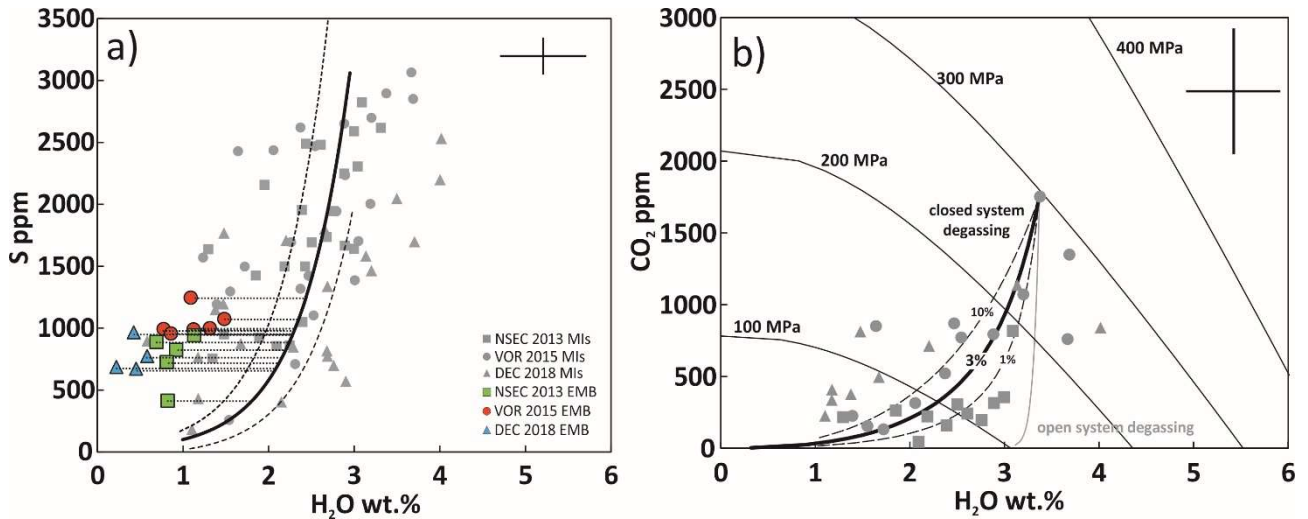 a)
S ppm
3500
3000
2500
2000
1500
1000
500
0
0 1 2 3 4 5 6
H₂O wt.%
NSEC 2013 MIs
VOR 2015 MIs
DEC 2018 MIs
NSEC 2013 EMB
VOR 2015 EMB
DEC 2018 EMB
b)
CO₂ ppm
3000
2500
2000
1500
1000
500
0
0 1 2 3 4 5 6
H₂O wt.%
400 MPa
300 MPa
200 MPa
100 MPa
closed system
degassing
10%
3%
1%
open system degassing